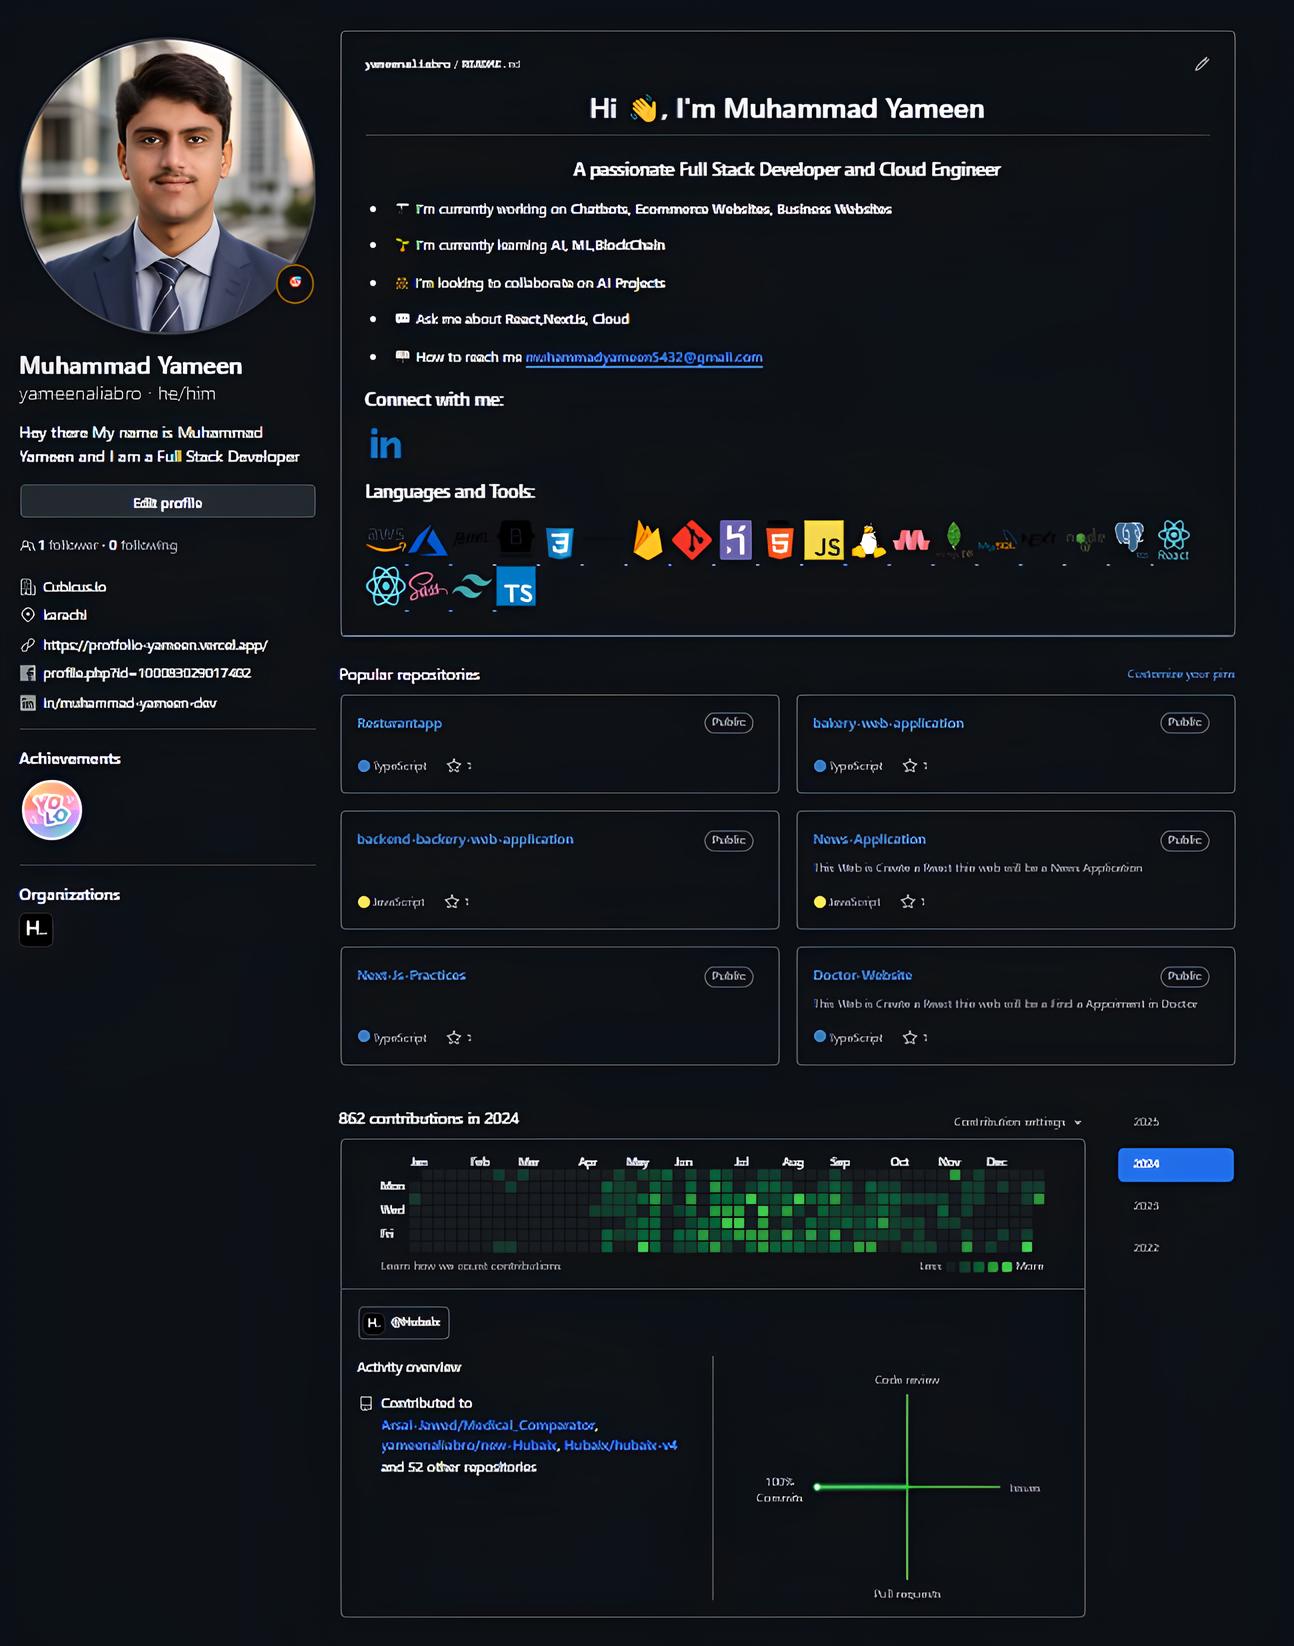 Muhammad Yameen
yameenaliabro · he/him
Hey there My name is Muhammad
Yameen and I am a Full Stack Developer
Edit profile
1 follower · 0 following
Cubicus.io
karachi
https://protfolio-yameen.vercel.app/
profile.php?id=100083029017402
in/muhammad-yameen-dev
Achievements
YOLO
Organizations
H_
yameenaliabro / README.md
Hi 👋, I'm Muhammad Yameen
A passionate Full Stack Developer and Cloud Engineer
I'm currently working on Chatbots, Ecommerce Websites, Business Websites
I'm currently learning AI, ML,BlockChain
I'm looking to collaborate on AI Projects
Ask me about React,NextJs, Cloud
How to reach me muhammadyameen5432@gmail.com
Connect with me:
in
Languages and Tools:
aws B 3 5 JS MySQL NEXT node React
Sass TS
Popular repositories
Customize your pins
Resturantapp Public
TypeScript 1
bakery-web-application Public
TypeScript 1
backend-backery-web-application Public
JavaScript 1
News-Application Public
This Web is Create a React this web will be a News Application
JavaScript 1
Next-Js-Practices Public
TypeScript 1
Doctor-Website Public
This Web is Create a React this web will be a Find a Appoiment in Doctor
TypeScript 1
862 contributions in 2024
Contribution settings
2025
2024
2023
2022
Jan Feb Mar Apr May Jun Jul Aug Sep Oct Nov Dec
Mon
Wed
Fri
Learn how we count contributions
Less More
H_ @Hubaix
Activity overview
Contributed to
Arsal-Jawed/Medical_Comparator,
yameenaliabro/new-Hubaix, Hubaix/hubaix-v4
and 52 other repositories
Code review
100%
Commits
Issues
Pull requests